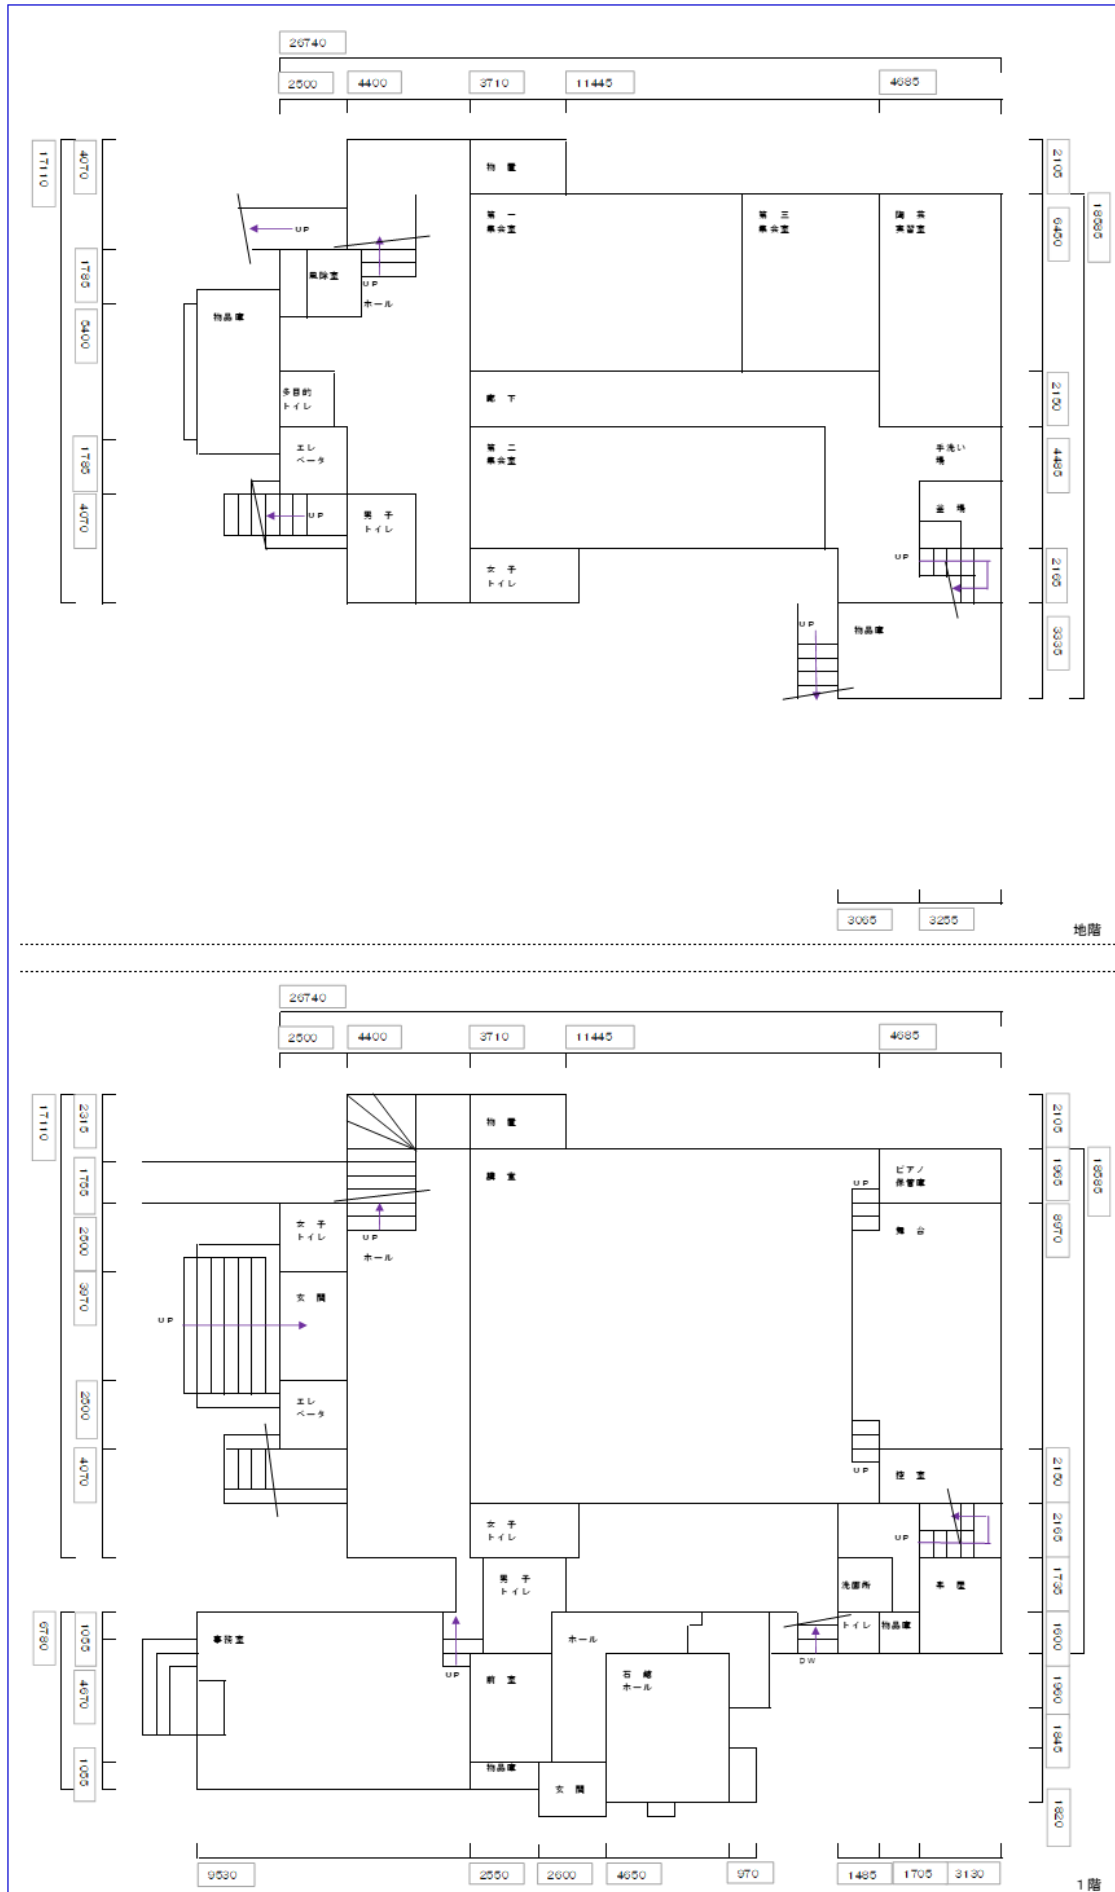 26740
2500 4400 3710 11445 4685
17110
4070
1785
5400
1785
4070
2105
6450
18585
2150
4485
2165
3335
物 置
第 一
集会室
第 三
集会室
陶 芸
実習室
UP
風除室
UP
ホール
物品庫
多目的
トイレ
廊 下
エレ
ベータ
第 二
集会室
手洗い
場
釜 場
UP
男 子
トイレ
UP
女 子
トイレ
UP
物品庫
3065 3255
地階
26740
2500 4400 3710 11445 4685
17110
2315
1755
2500
3970
2500
4070
6780
1055
4670
1055
2105
1965
18585
8970
2150
2165
1735
1600
1960
1845
1820
物 置
講 室
ピアノ
保管庫
UP
女 子
トイレ
舞 台
UP
ホール
玄 関
UP
エレ
ベータ
UP
控 室
女 子
トイレ
UP
男 子
トイレ
洗面所
事務室
ホール
トイレ
物品庫
UP
前 室
ホール
DW
物品庫
玄 関
9530 2550 2600 4650 970 1485 1705 3130
1階